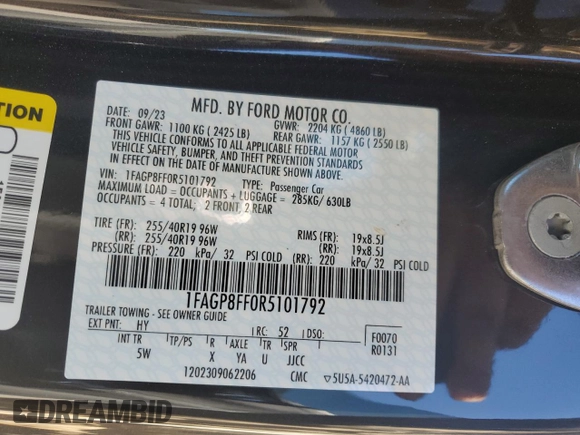 TION
MFD. BY FORD MOTOR CO.
DATE: 09/23 GVWR: 2204 KG ( 4860 LB)
FRONT GAWR: 1100 KG ( 2425 LB) REAR GAWR: 1157 KG ( 2550 LB)
THIS VEHICLE CONFORMS TO ALL APPLICABLE FEDERAL MOTOR
VEHICLE SAFETY, BUMPER, AND THEFT PREVENTION STANDARDS
IN EFFECT ON THE DATE OF MANUFACTURE SHOWN ABOVE.
VIN: 1FAGP8FF0R5101792 TYPE: Passenger Car
MAXIMUM LOAD = OCCUPANTS + LUGGAGE = 285KG/ 630LB
OCCUPANTS = 4 TOTAL; 2 FRONT, 2 REAR
TIRE (FR): 255/40R19 96W RIMS (FR): 19x8.5J
(RR): 255/40R19 96W (RR): 19x8.5J
PRESSURE (FR): 220 kPa/ 32 PSI COLD (RR): 220 kPa/ 32 PSI COLD
1FAGP8FF0R5101792
TRAILER TOWING - SEE OWNER GUIDE
EXT PNT: HY RC: 52 DSO: F0070
INT TR TP/PS R AXLE TR SPR R0131
5W X YA U JJCC
1202309062206 CMC ▽5U5A-5420472-AA
DREAMBID